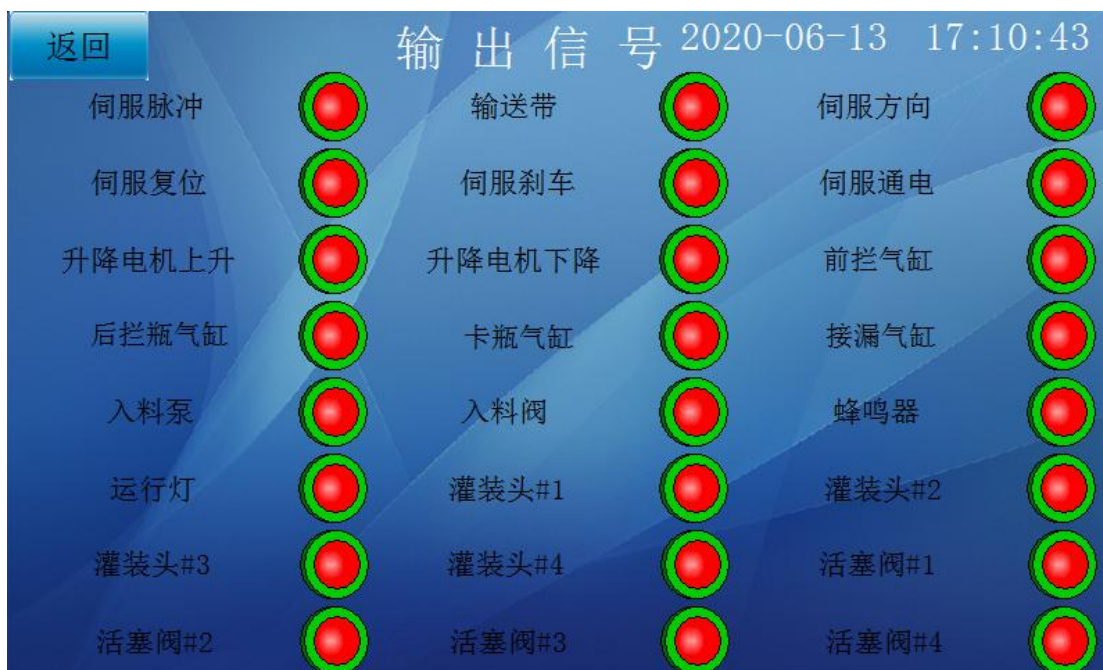 返回 输出信号 2020-06-13 17:10:43
伺服脉冲 输送带 伺服方向
伺服复位 伺服刹车 伺服通电
升降电机上升 升降电机下降 前拦气缸
后拦瓶气缸 卡瓶气缸 接漏气缸
入料泵 入料阀 蜂鸣器
运行灯 灌装头#1 灌装头#2
灌装头#3 灌装头#4 活塞阀#1
活塞阀#2 活塞阀#3 活塞阀#4